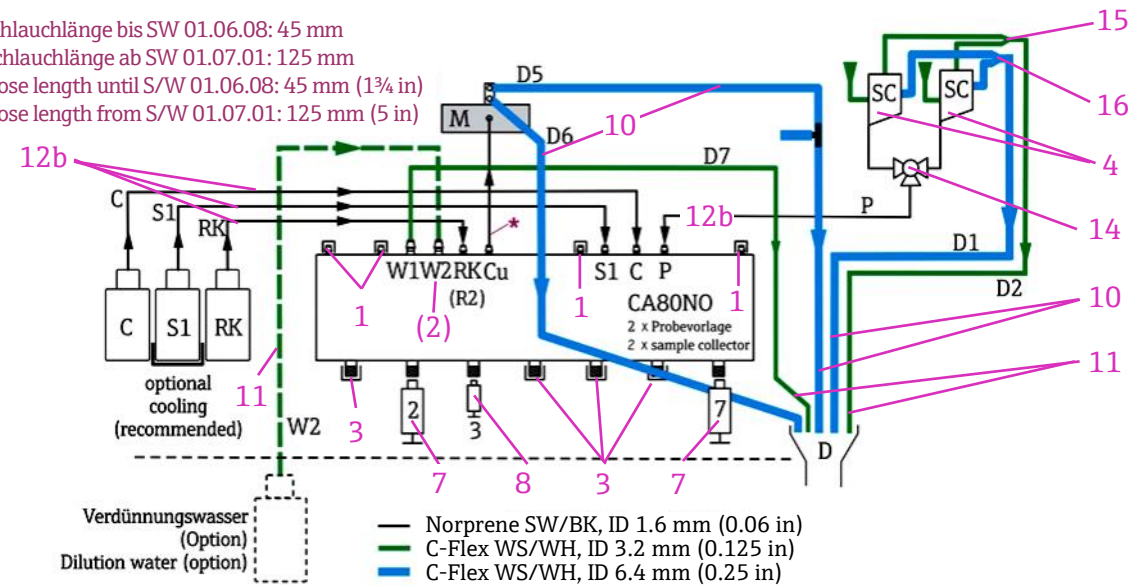 hlauchlänge bis SW 01.06.08: 45 mm
chlauchlänge ab SW 01.07.01: 125 mm
ose length until S/W 01.06.08: 45 mm (1¾ in)
ose length from S/W 01.07.01: 125 mm (5 in)
15
D5
SC
SC
16
M
D6
10
12b
D7
4
C
S1
RK
12b
P
14
*
D1
W1 W2 RK Cu
S1 C P
D2
(R2)
1
(2)
1
CA80NO
1
10
2 x Probevorlage
2 x sample collector
C
S1
RK
11
11
optional
cooling
(recommended)
W2
3
2
3
7
D
7
8
3
7
Verdünnungswasser
(Option)
Dilution water (option)
Norprene SW/BK, ID 1.6 mm (0.06 in)
C-Flex WS/WH, ID 3.2 mm (0.125 in)
C-Flex WS/WH, ID 6.4 mm (0.25 in)